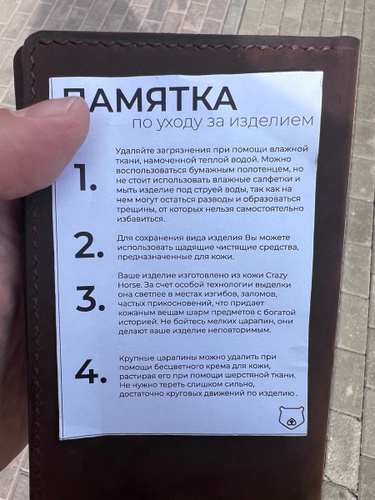 ПАМЯТКА
по уходу за изделием
1. Удаляйте загрязнения при помощи влажной
ткани, намоченной теплой водой. Можно
воспользоваться бумажным полотенцем, но
не стоит использовать влажные салфетки и
мыть изделие под струей воды, так как на
нем могут остаться разводы и образоваться
трещины, от которых нельзя самостоятельно
избавиться.
2. Для сохранения вида изделия Вы можете
использовать щадящие чистящие средства,
предназначенные для кожи.
3. Ваше изделие изготовлено из кожи Crazy
Horse. За счет особой технологии выделки
она светлее в местах изгибов, заломов,
частых прикосновений, что придает
кожаным вещам шарм предметов с богатой
историей. Не бойтесь мелких царапин, они
делают ваше изделие неповторимым.
4. Крупные царапины можно удалить при
помощи бесцветного крема для кожи,
растирая его при помощи шерстяной ткани.
Не нужно тереть слишком сильно,
достаточно круговых движений по изделию .